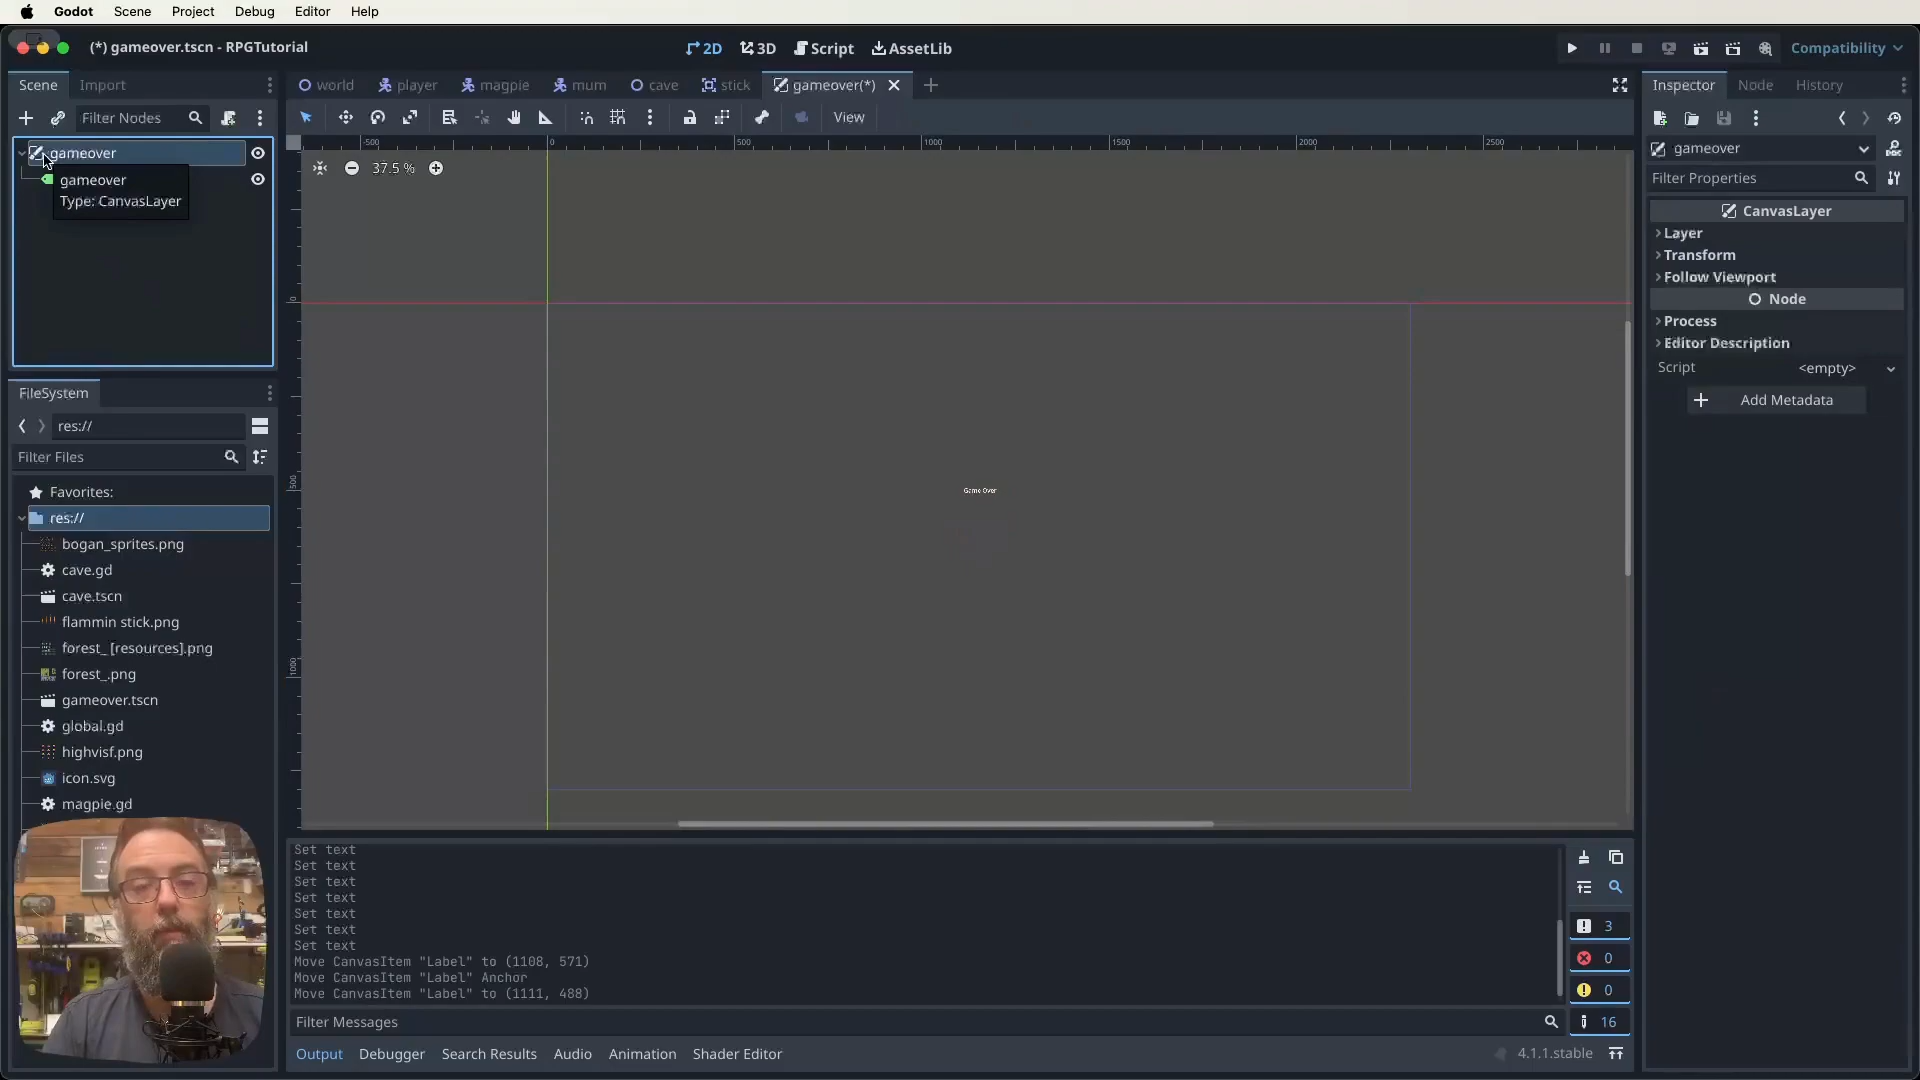 Godot Scene Project Debug Editor Help
(*) gameover.tscn - RPGTutorial
2D 3D Script AssetLib
Compatibility
Scene Import
world player magpie mum cave stick gameover(*)
Inspector Node History
Filter Nodes
View
gameover
gameover
Type: CanvasLayer
-500 0 500 1000 1500 2000 2500
37.5 %
0
500
1000
Game Over
gameover
Filter Properties
CanvasLayer
Layer
Transform
Follow Viewport
Node
Process
Editor Description
Script <empty>
Add Metadata
FileSystem
res://
Filter Files
Favorites:
res://
bogan_sprites.png
cave.gd
cave.tscn
flammin stick.png
forest_ [resources].png
forest_.png
gameover.tscn
global.gd
highvisf.png
icon.svg
magpie.gd
Set text
Set text
Set text
Set text
Set text
Set text
Set text
Move CanvasItem "Label" to (1108, 571)
Move CanvasItem "Label" Anchor
Move CanvasItem "Label" to (1111, 488)
3
0
0
16
Filter Messages
Output Debugger Search Results Audio Animation Shader Editor
4.1.1.stable